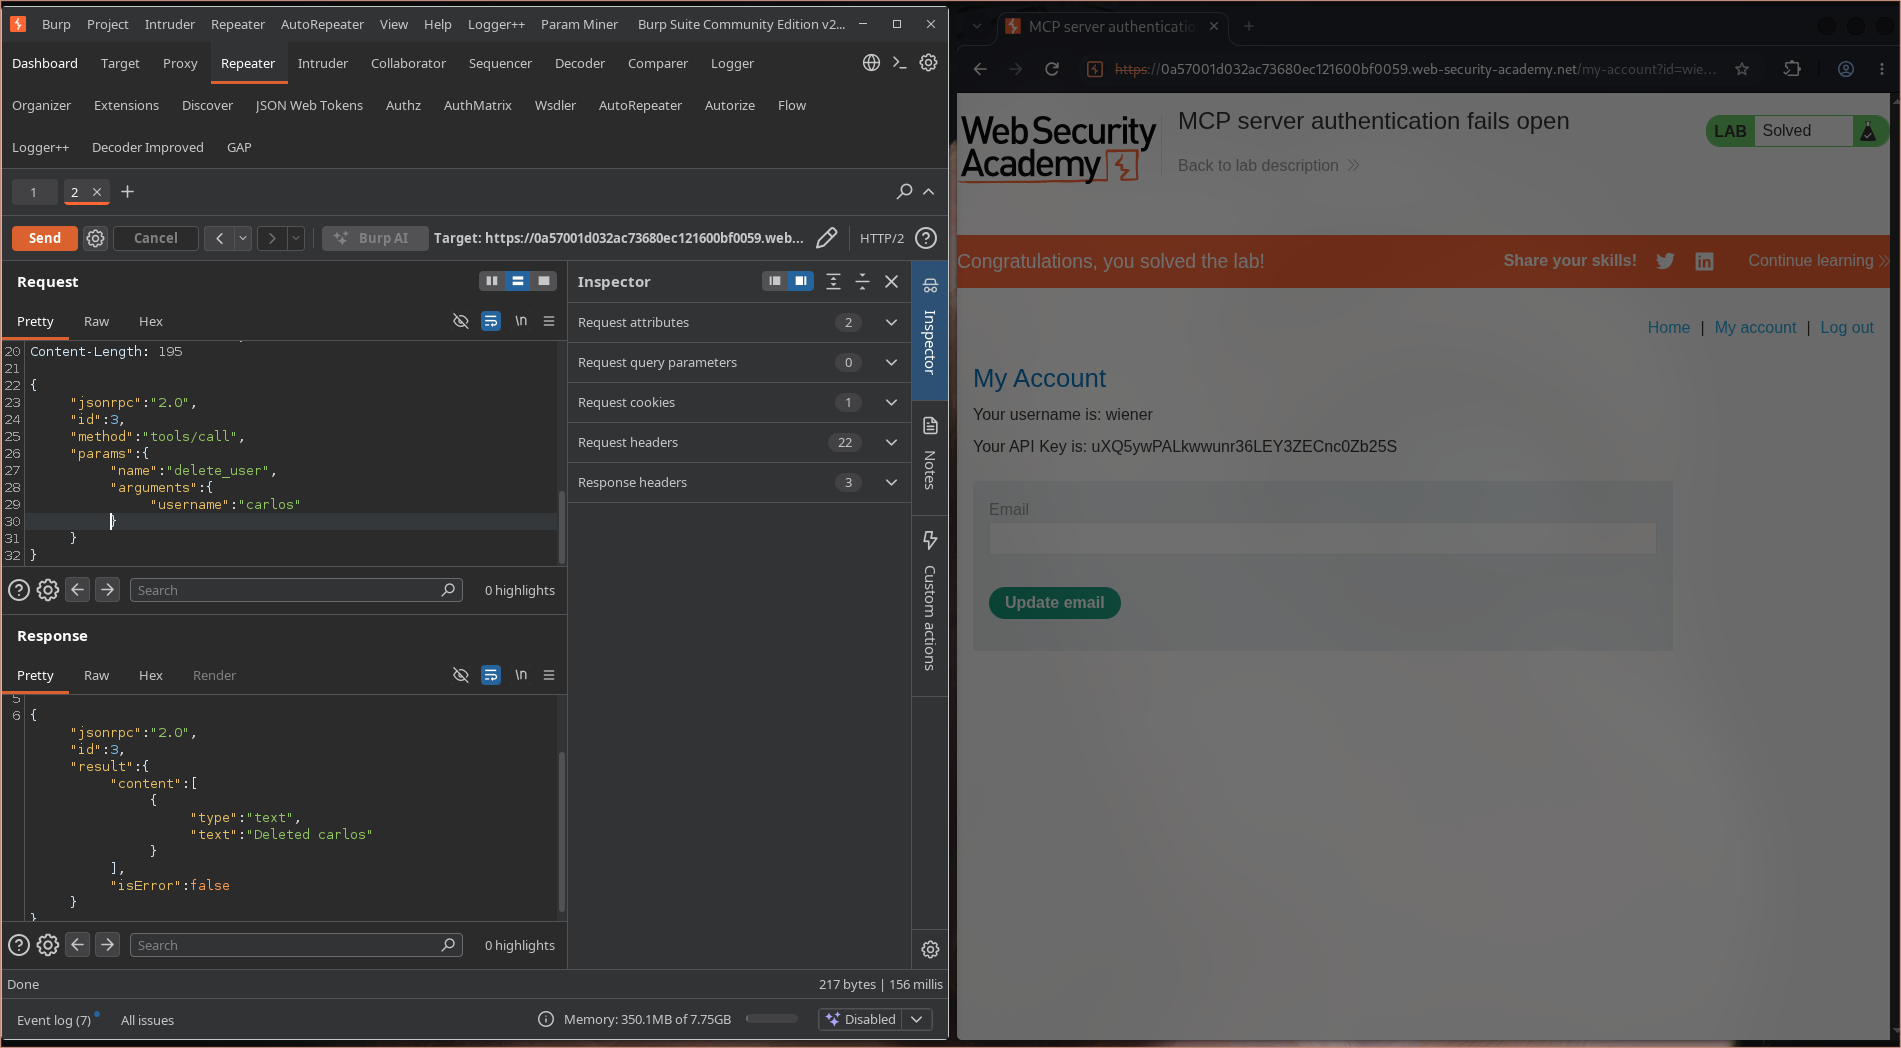 Burp Project Intruder Repeater AutoRepeater View Help Logger++ Param Miner Burp Suite Community Edition v2...
Dashboard Target Proxy Repeater Intruder Collaborator Sequencer Decoder Comparer Logger
Organizer Extensions Discover JSON Web Tokens Authz AuthMatrix Wsdler AutoRepeater Autorize Flow
Logger++ Decoder Improved GAP
1 2
Send Cancel Burp AI Target: https://0a57001d032ac73680ec121600bf0059.web... HTTP/2
Request
Pretty Raw Hex \n
20 Content-Length: 195
21
22 {
23 "jsonrpc":"2.0",
24 "id":3,
25 "method":"tools/call",
26 "params":{
27 "name":"delete_user",
28 "arguments":{
29 "username":"carlos"
30 }
31 }
32 }
Search 0 highlights
Response
Pretty Raw Hex Render \n
5
6 {
"jsonrpc":"2.0",
"id":3,
"result":{
"content":[
{
"type":"text",
"text":"Deleted carlos"
}
],
"isError":false
}
}
Search 0 highlights
Inspector
Request attributes 2
Request query parameters 0
Request cookies 1
Request headers 22
Response headers 3
Inspector
Notes
Custom actions
Done 217 bytes | 156 millis
Event log (7) All issues Memory: 350.1MB of 7.75GB Disabled
MCP server authenticatio
https://0a57001d032ac73680ec121600bf0059.web-security-academy.net/my-account?id=wie...
Web Security
Academy
MCP server authentication fails open
Back to lab description
LAB Solved
Congratulations, you solved the lab! Share your skills! Continue learning
Home | My account | Log out
My Account
Your username is: wiener
Your API Key is: uXQ5ywPALkwwunr36LEY3ZECnc0Zb25S
Email
Update email